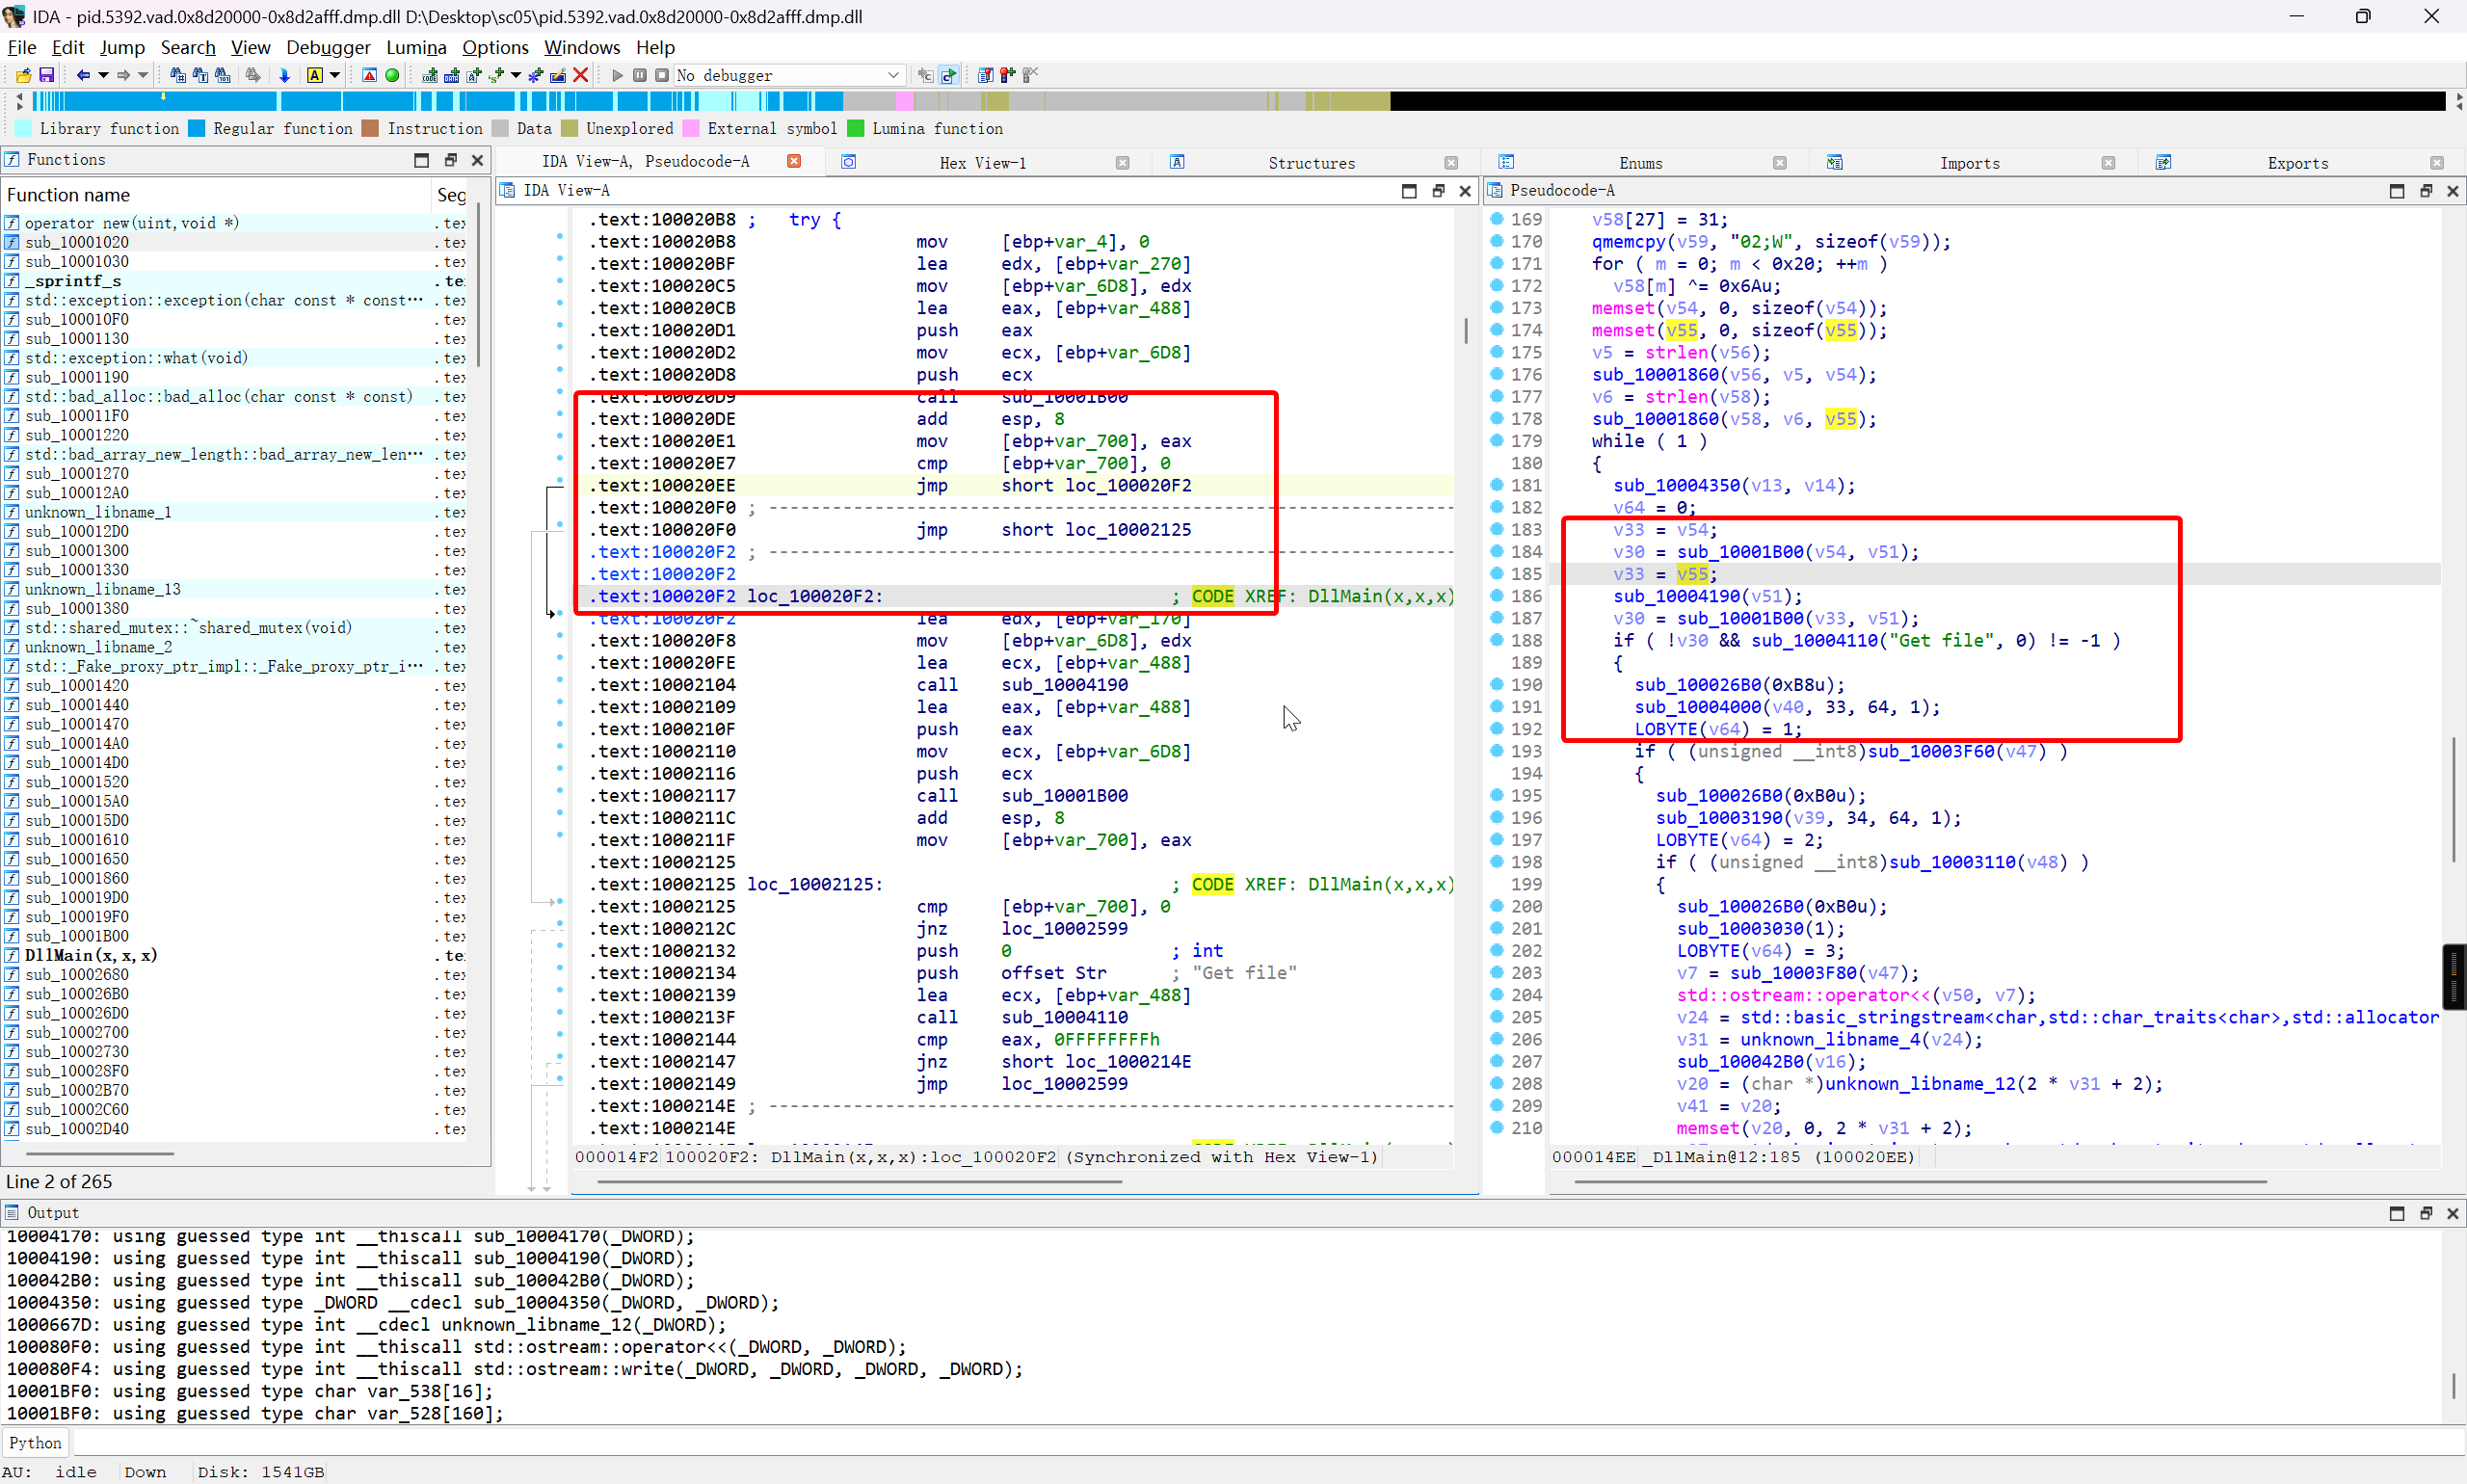 IDA - pid.5392.vad.0x8d20000-0x8d2afff.dmp.dll D:\Desktop\sc05\pid.5392.vad.0x8d20000-0x8d2afff.dmp.dll
File Edit Jump Search View Debugger Lumina Options Windows Help
No debugger
Library function Regular function Instruction Data Unexplored External symbol Lumina function
Functions
Function name Seg
operator new(uint,void *) .tex
sub_10001020 .tex
sub_10001030 .tex
_sprintf_s .te
std::exception::exception(char const * const··· .tex
sub_100010F0 .tex
sub_10001130 .tex
std::exception::what(void) .tex
sub_10001190 .tex
std::bad_alloc::bad_alloc(char const * const) .tex
sub_100011F0 .tex
sub_10001220 .tex
std::bad_array_new_length::bad_array_new_len··· .tex
sub_10001270 .tex
sub_100012A0 .tex
unknown_libname_1 .tex
sub_100012D0 .tex
sub_10001300 .tex
sub_10001330 .tex
unknown_libname_13 .tex
sub_10001380 .tex
std::shared_mutex::~shared_mutex(void) .tex
unknown_libname_2 .tex
std::_Fake_proxy_ptr_impl::_Fake_proxy_ptr_i··· .tex
sub_10001420 .tex
sub_10001440 .tex
sub_10001470 .tex
sub_100014A0 .tex
sub_100014D0 .tex
sub_10001520 .tex
sub_100015A0 .tex
sub_100015D0 .tex
sub_10001610 .tex
sub_10001650 .tex
sub_10001860 .tex
sub_100019D0 .tex
sub_100019F0 .tex
sub_10001B00 .tex
DllMain(x,x,x) .te
sub_10002680 .tex
sub_100026B0 .tex
sub_100026D0 .tex
sub_10002700 .tex
sub_10002730 .tex
sub_100028F0 .tex
sub_10002B70 .tex
sub_10002C60 .tex
sub_10002D40 .tex
Line 2 of 265
IDA View-A, Pseudocode-A Hex View-1 Structures Enums Imports Exports
IDA View-A
.text:100020B8 ; try {
.text:100020B8 mov [ebp+var_4], 0
.text:100020BF lea edx, [ebp+var_270]
.text:100020C5 mov [ebp+var_6D8], edx
.text:100020CB lea eax, [ebp+var_488]
.text:100020D1 push eax
.text:100020D2 mov ecx, [ebp+var_6D8]
.text:100020D8 push ecx
.text:100020D9 call sub_10001B00
.text:100020DE add esp, 8
.text:100020E1 mov [ebp+var_700], eax
.text:100020E7 cmp [ebp+var_700], 0
.text:100020EE jmp short loc_100020F2
.text:100020F0 ; ---------------------------------------------------------------
.text:100020F0 jmp short loc_10002125
.text:100020F2 ; ---------------------------------------------------------------
.text:100020F2
.text:100020F2 loc_100020F2: ; CODE XREF: DllMain(x,x,x)
.text:100020F2 lea edx, [ebp+var_170]
.text:100020F8 mov [ebp+var_6D8], edx
.text:100020FE lea ecx, [ebp+var_488]
.text:10002104 call sub_10004190
.text:10002109 lea eax, [ebp+var_488]
.text:1000210F push eax
.text:10002110 mov ecx, [ebp+var_6D8]
.text:10002116 push ecx
.text:10002117 call sub_10001B00
.text:1000211C add esp, 8
.text:1000211F mov [ebp+var_700], eax
.text:10002125
.text:10002125 loc_10002125: ; CODE XREF: DllMain(x,x,x)
.text:10002125 cmp [ebp+var_700], 0
.text:1000212C jnz loc_10002599
.text:10002132 push 0 ; int
.text:10002134 push offset Str ; "Get file"
.text:10002139 lea ecx, [ebp+var_488]
.text:1000213F call sub_10004110
.text:10002144 cmp eax, 0FFFFFFFFh
.text:10002147 jnz short loc_1000214E
.text:10002149 jmp loc_10002599
.text:1000214E ; ---------------------------------------------------------------
.text:1000214E
000014F2 100020F2: DllMain(x,x,x):loc_100020F2 (Synchronized with Hex View-1)
Pseudocode-A
169 v58[27] = 31;
170 qmemcpy(v59, "02;W", sizeof(v59));
171 for ( m = 0; m < 0x20; ++m )
172 v58[m] ^= 0x6Au;
173 memset(v54, 0, sizeof(v54));
174 memset(v55, 0, sizeof(v55));
175 v5 = strlen(v56);
176 sub_10001860(v56, v5, v54);
177 v6 = strlen(v58);
178 sub_10001860(v58, v6, v55);
179 while ( 1 )
180 {
181 sub_10004350(v13, v14);
182 v64 = 0;
183 v33 = v54;
184 v30 = sub_10001B00(v54, v51);
185 v33 = v55;
186 sub_10004190(v51);
187 v30 = sub_10001B00(v33, v51);
188 if ( !v30 && sub_10004110("Get file", 0) != -1 )
189 {
190 sub_100026B0(0xB8u);
191 sub_10004000(v40, 33, 64, 1);
192 LOBYTE(v64) = 1;
193 if ( (unsigned __int8)sub_10003F60(v47) )
194 {
195 sub_100026B0(0xB0u);
196 sub_10003190(v39, 34, 64, 1);
197 LOBYTE(v64) = 2;
198 if ( (unsigned __int8)sub_10003110(v48) )
199 {
200 sub_100026B0(0xB0u);
201 sub_10003030(1);
202 LOBYTE(v64) = 3;
203 v7 = sub_10003F80(v47);
204 std::ostream::operator<<(v50, v7);
205 v24 = std::basic_stringstream<char,std::char_traits<char>,std::allocator
206 v31 = unknown_libname_4(v24);
207 sub_100042B0(v16);
208 v20 = (char *)unknown_libname_12(2 * v31 + 2);
209 v41 = v20;
210 memset(v20, 0, 2 * v31 + 2);
000014EE _DllMain@12:185 (100020EE)
Output
10004170: using guessed type int __thiscall sub_10004170(_DWORD);
10004190: using guessed type int __thiscall sub_10004190(_DWORD);
100042B0: using guessed type int __thiscall sub_100042B0(_DWORD);
10004350: using guessed type _DWORD __cdecl sub_10004350(_DWORD, _DWORD);
1000667D: using guessed type int __cdecl unknown_libname_12(_DWORD);
100080F0: using guessed type int __thiscall std::ostream::operator<<(_DWORD, _DWORD);
100080F4: using guessed type int __thiscall std::ostream::write(_DWORD, _DWORD, _DWORD, _DWORD);
10001BF0: using guessed type char var_538[16];
10001BF0: using guessed type char var_528[160];
Python
AU: idle Down Disk: 1541GB